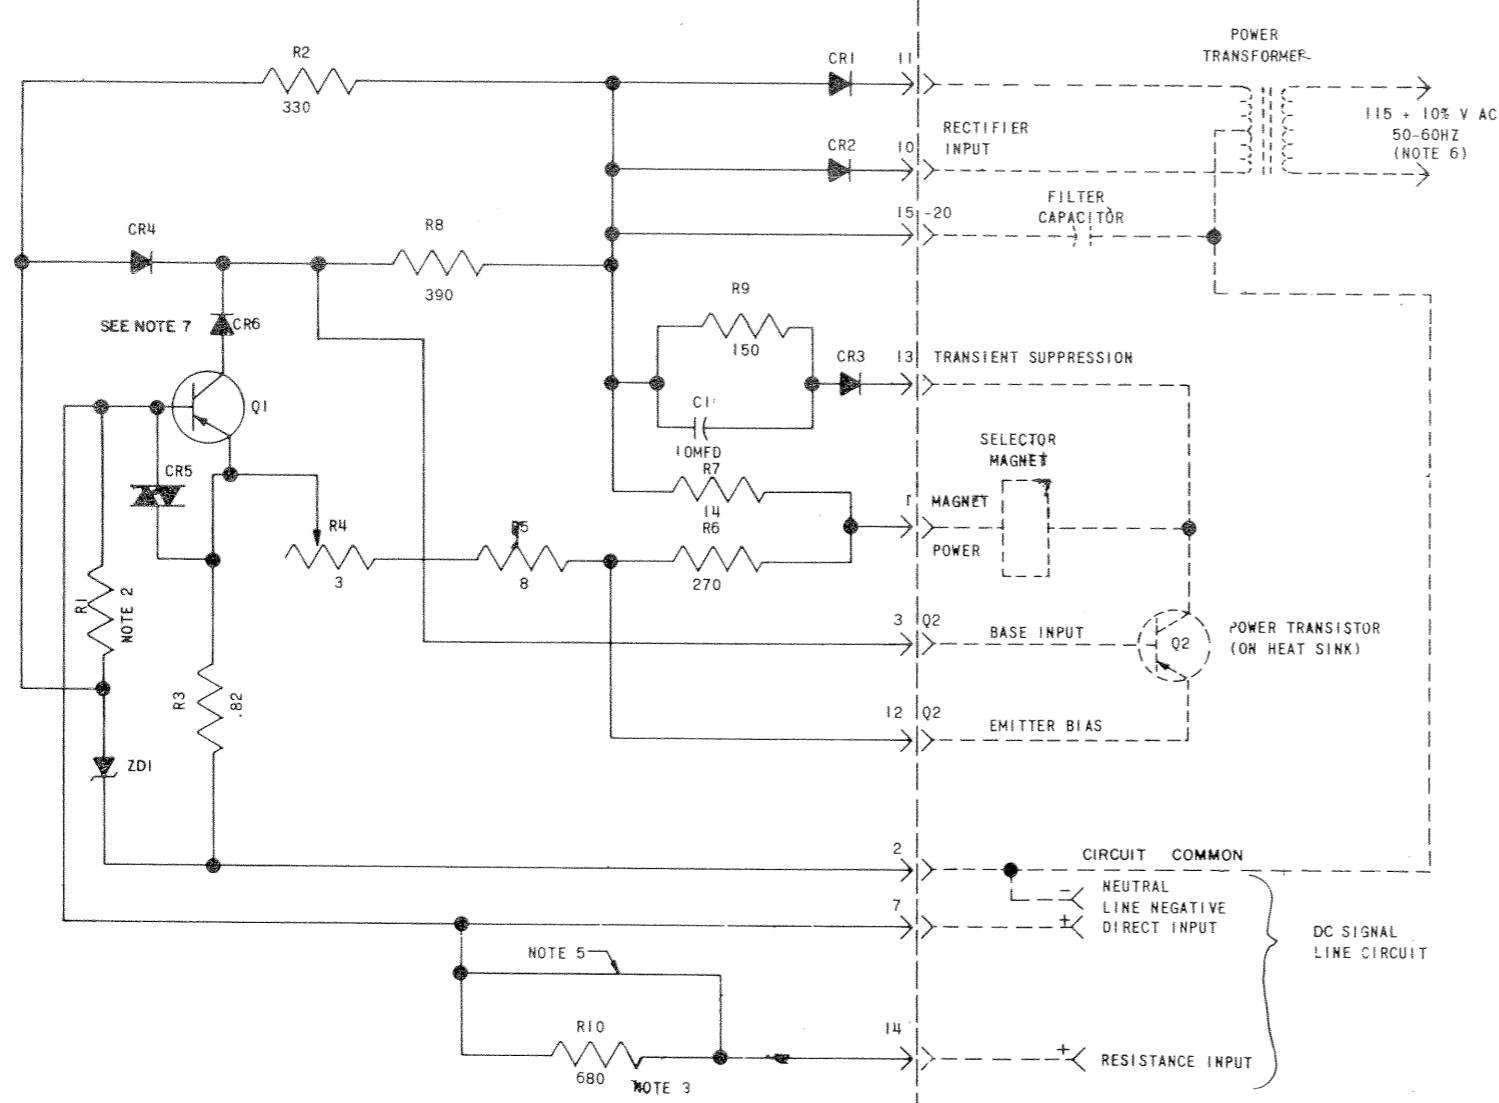 R2
330
CR1
11
POWER
TRANSFORMER
115 + 10% V AC
50-60HZ
(NOTE 6)
RECTIFIER
INPUT
CR2
10
FILTER
CAPACITOR
15 -20
CR4
R8
390
SEE NOTE 7
CR6
R9
150
CR3
13 TRANSIENT SUPPRESSION
Q1
C1
10MFD
SELECTOR
MAGNET
CR5
R7
14
R6
270
MAGNET
POWER
R4
3
R5
8
R1
NOTE 2
3 Q2
BASE INPUT
Q2
POWER TRANSISTOR
(ON HEAT SINK)
R3
.82
12 Q2
EMITTER BIAS
ZD1
2
CIRCUIT COMMON
-
NEUTRAL
LINE NEGATIVE
7
+
DIRECT INPUT
DC SIGNAL
LINE CIRCUIT
NOTE 5
R10
680
NOTE 3
14
+
RESISTANCE INPUT